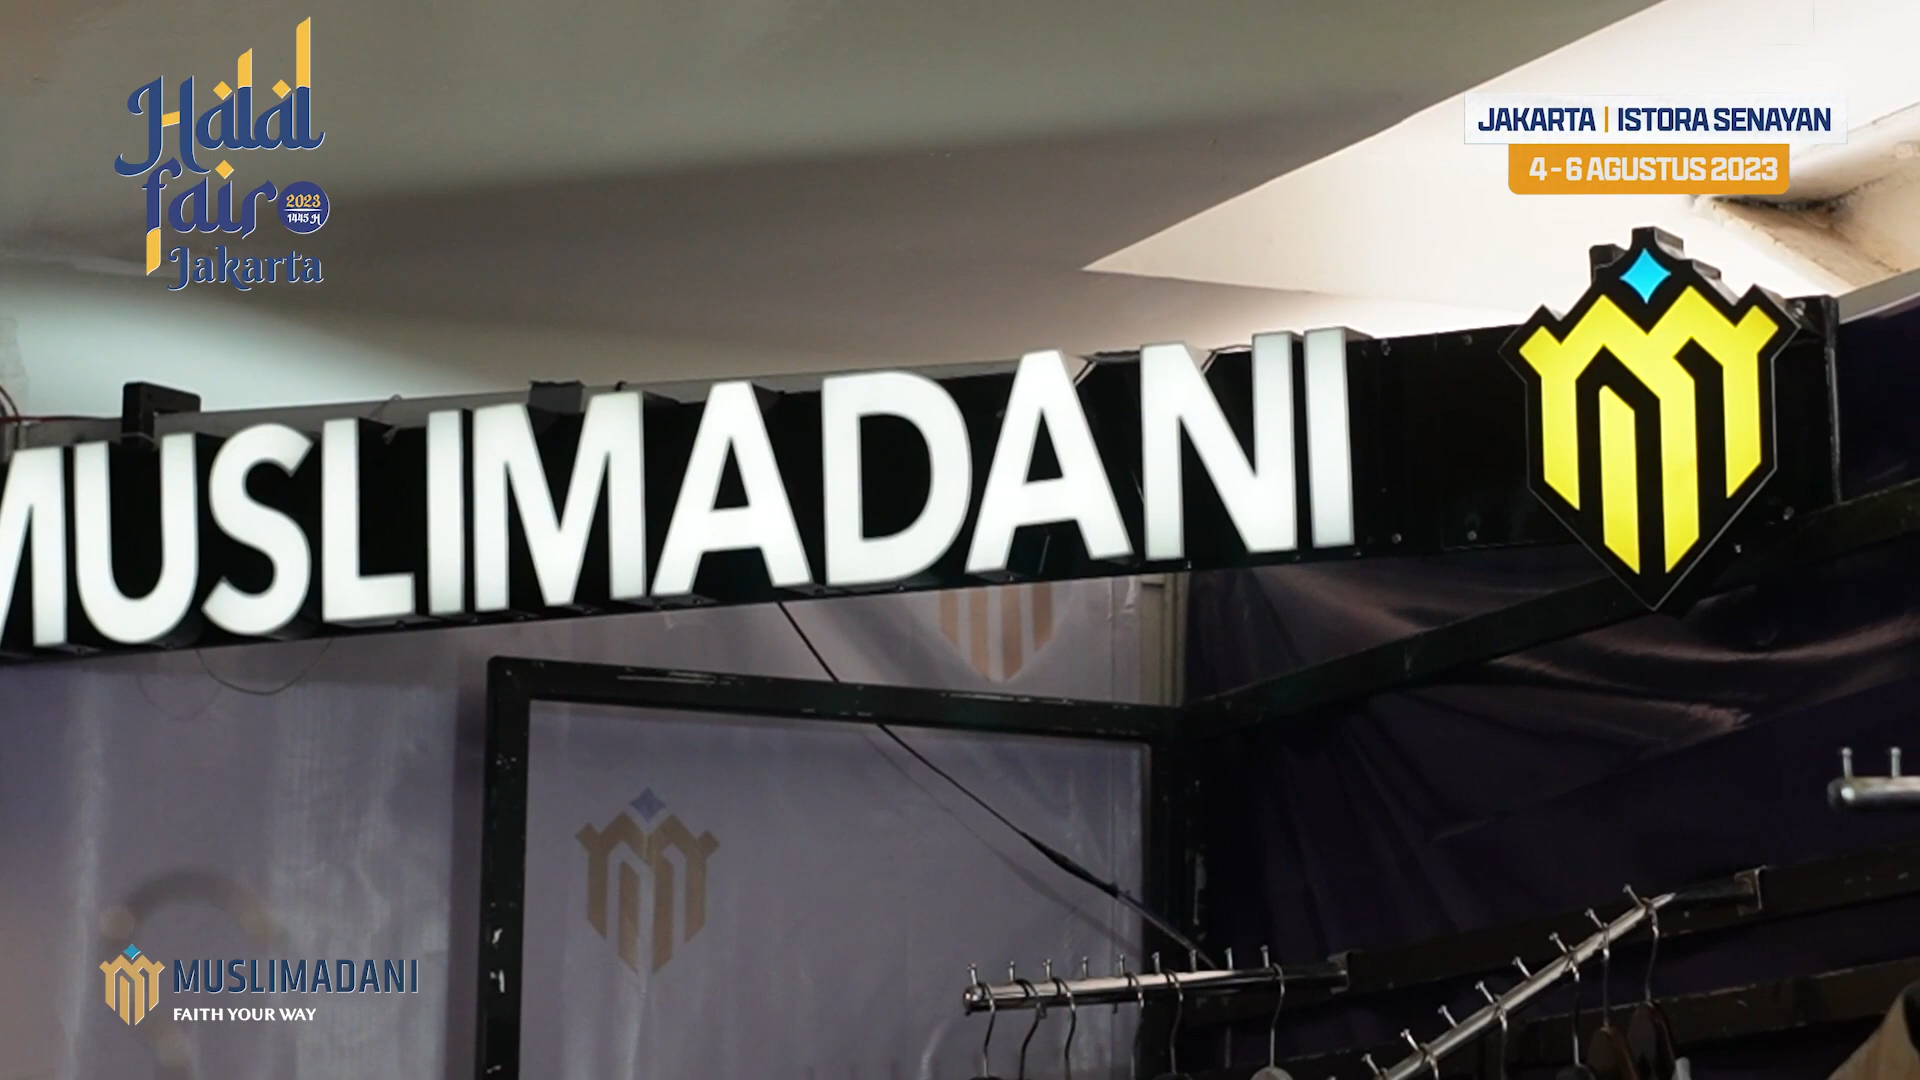 Halal
fair
2023
1445 H
Jakarta
JAKARTA | ISTORA SENAYAN
4 - 6 AGUSTUS 2023
MUSLIMADANI
MUSLIMADANI
FAITH YOUR WAY